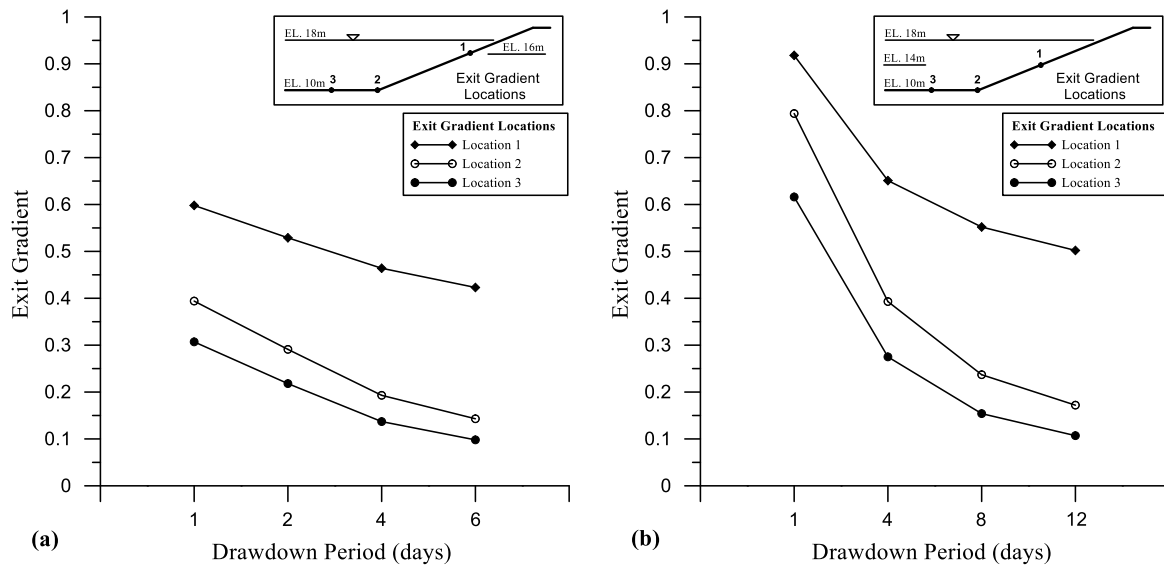 1
0.9
0.8
0.7
0.6
0.5
0.4
0.3
0.2
0.1
0
Exit Gradient
EL. 18m
1
EL. 16m
EL. 10m 3 2
Exit Gradient
Locations
Exit Gradient Locations
Location 1
Location 2
Location 3
1 2 4 6
(a)
Drawdown Period (days)
1
0.9
0.8
0.7
0.6
0.5
0.4
0.3
0.2
0.1
0
Exit Gradient
EL. 18m
1
EL. 14m
EL. 10m 3 2
Exit Gradient
Locations
Exit Gradient Locations
Location 1
Location 2
Location 3
1 4 8 12
(b)
Drawdown Period (days)